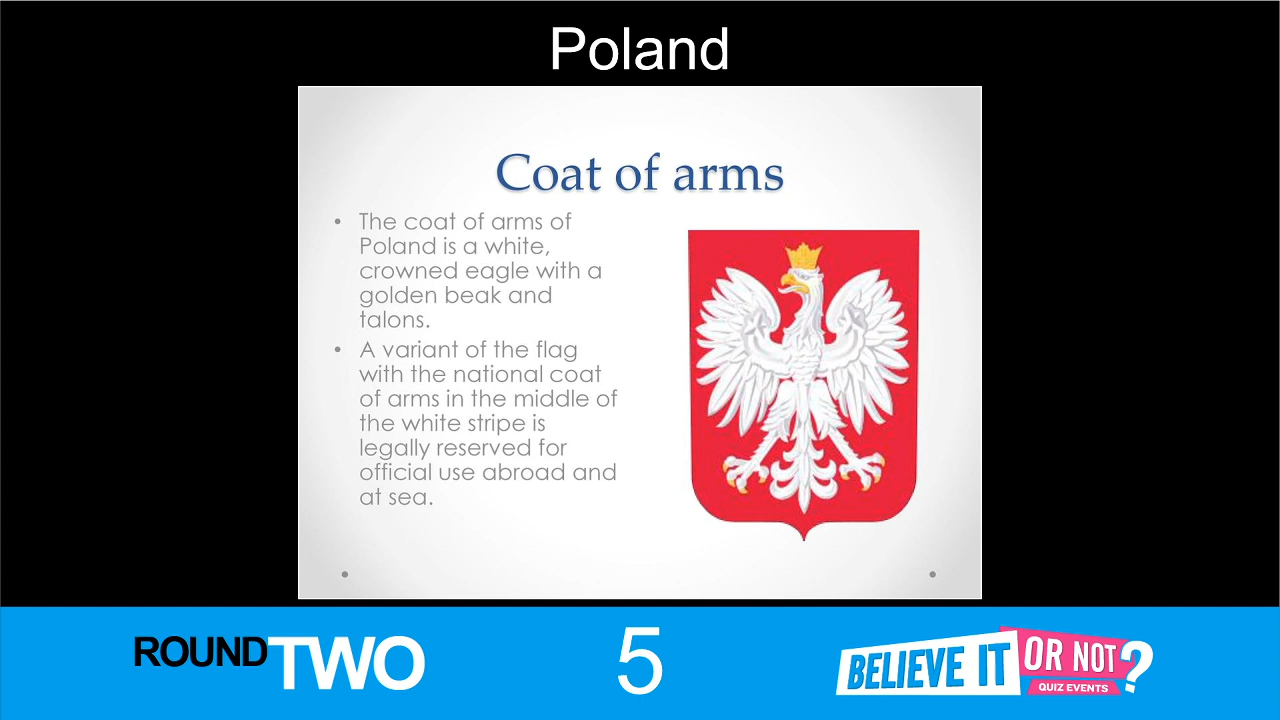 Poland
Coat of arms
• The coat of arms of
Poland is a white,
crowned eagle with a
golden beak and
talons.
• A variant of the flag
with the national coat
of arms in the middle of
the white stripe is
legally reserved for
official use abroad and
at sea.
ROUND TWO
5
BELIEVE IT OR NOT?
QUIZ EVENTS